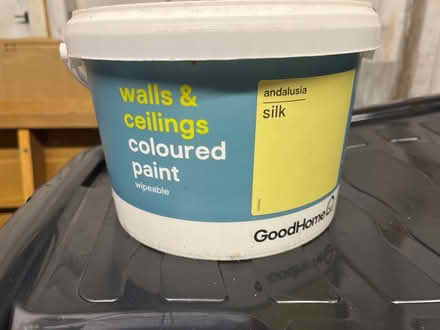 walls &
ceilings
coloured
paint
wipeable
andalusia
silk
GoodHome